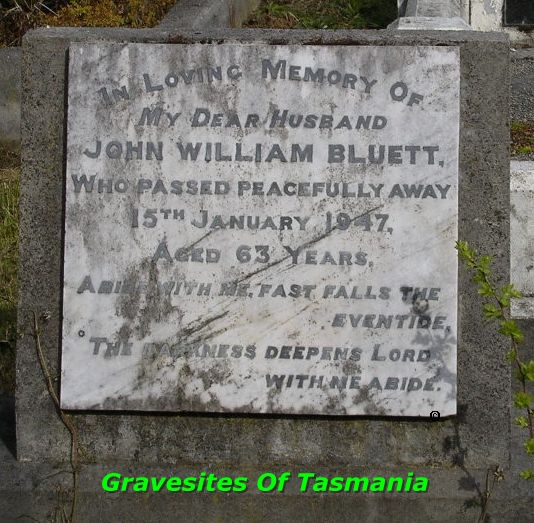 In Loving Memory Of
My Dear Husband
JOHN WILLIAM BLUETT,
Who passed peacefully away
15TH January 1947,
Aged 63 Years.
Abide with me, fast falls the
eventide,
The darkness deepens Lord
with me abide.
©
Gravesites Of Tasmania